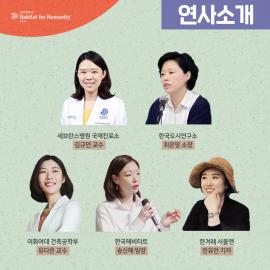 Habitat for Humanity
연사소개
세브란스병원 국제진료소
김규연 교수
한국도시연구소
최은영 소장
이화여대 건축공학부
유다은 교수
한국해비타트
송신혜 팀장
한겨레 서울팬
전유안 기자